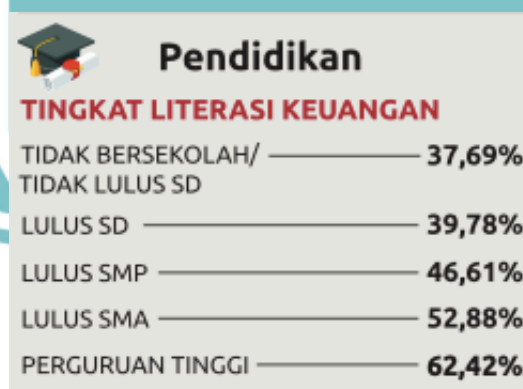 Pendidikan
TINGKAT LITERASI KEUANGAN
TIDAK BERSEKOLAH/ 37,69%
TIDAK LULUS SD
LULUS SD 39,78%
LULUS SMP 46,61%
LULUS SMA 52,88%
PERGURUAN TINGGI 62,42%